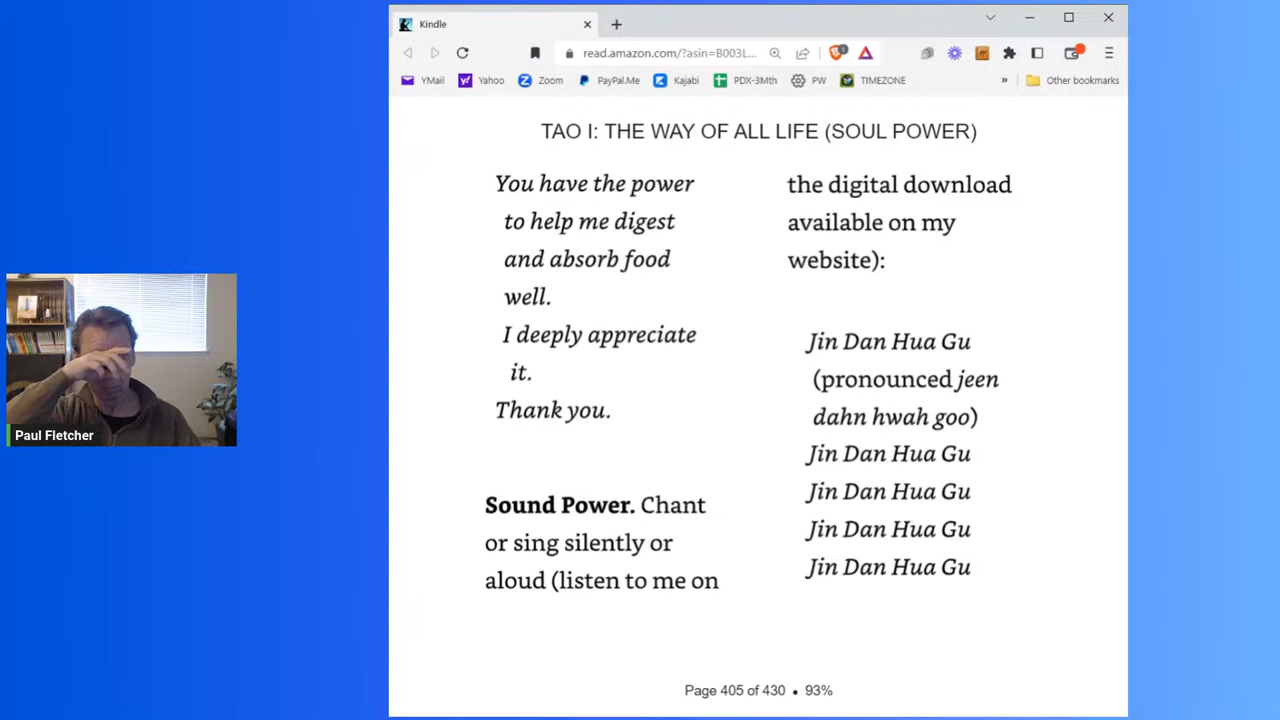 Kindle
read.amazon.com/?asin=B003L...
1
YMail
Yahoo
Zoom
PayPal.Me
Kajabi
PDX-3Mth
PW
TIMEZONE
»
Other bookmarks
TAO I: THE WAY OF ALL LIFE (SOUL POWER)
You have the power
to help me digest
and absorb food
well.
I deeply appreciate
it.
Thank you.
Sound Power. Chant
or sing silently or
aloud (listen to me on
the digital download
available on my
website):
Jin Dan Hua Gu
(pronounced jeen
dahn hwah goo)
Jin Dan Hua Gu
Jin Dan Hua Gu
Jin Dan Hua Gu
Jin Dan Hua Gu
Page 405 of 430 • 93%
Paul Fletcher